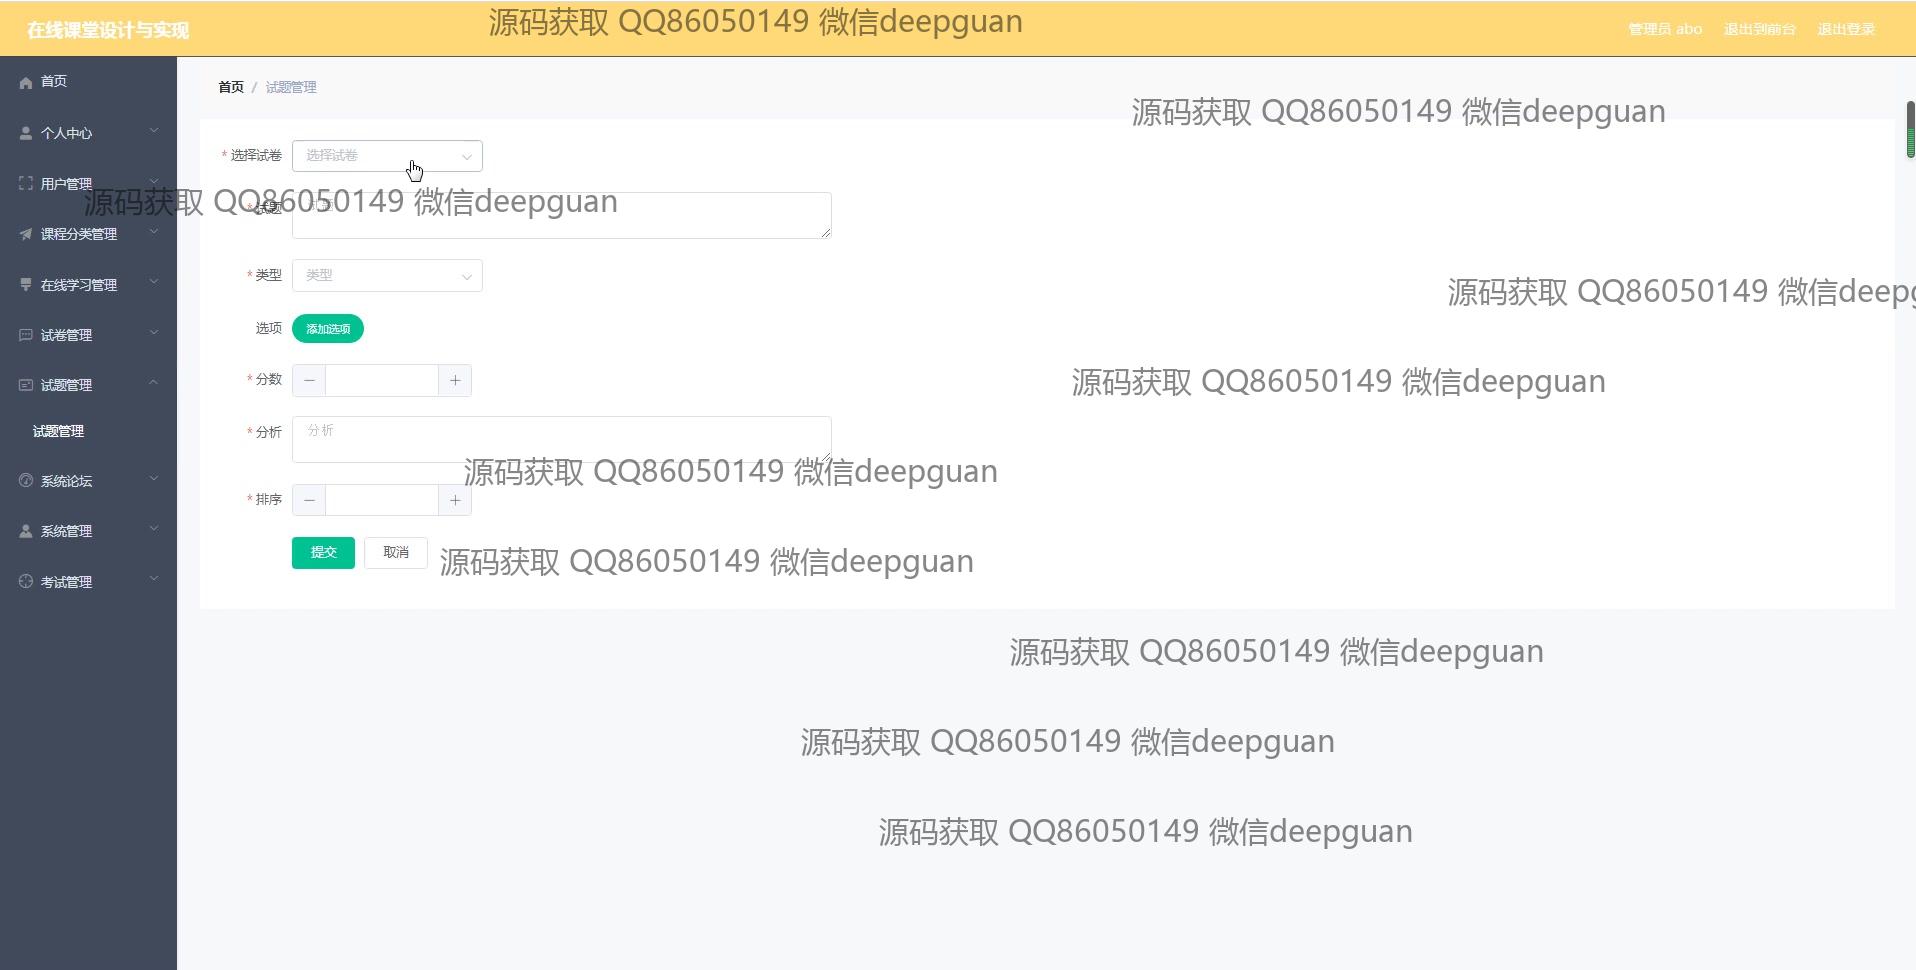 在线课堂设计与实现
源码获取 QQ86050149 微信deepguan
管理员 abo 退出到前台 退出登录
首页
个人中心
用户管理
课程分类管理
在线学习管理
试卷管理
试题管理
试题管理
系统论坛
系统管理
考试管理
首页 / 试题管理
源码获取 QQ86050149 微信deepguan
* 选择试卷 选择试卷
源码获取 QQ86050149 微信deepguan
* 试题 试题
* 类型 类型
源码获取 QQ86050149 微信deepg
选项 添加选项
* 分数 − +
源码获取 QQ86050149 微信deepguan
* 分析 分析
源码获取 QQ86050149 微信deepguan
* 排序 − +
提交 取消
源码获取 QQ86050149 微信deepguan
源码获取 QQ86050149 微信deepguan
源码获取 QQ86050149 微信deepguan
源码获取 QQ86050149 微信deepguan